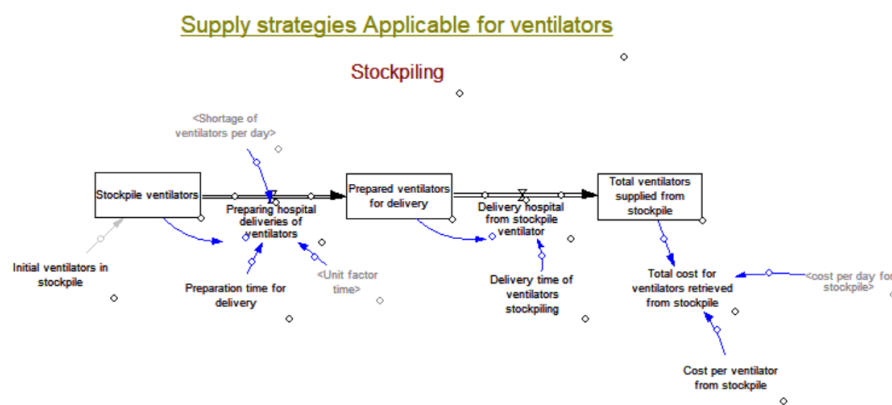 Supply strategies Applicable for ventilators
Stockpiling
<Shortage of
ventilators per day>
Stockpile ventilators
Prepared ventilators
for delivery
Total ventilators
supplied from
stockpile
Preparing hospital
deliveries of
ventilators
Delivery hospital
from stockpile
ventilator
Initial ventilators in
stockpile
Preparation time for
delivery
<Unit factor
time>
Delivery time of
ventilators
stockpiling
Total cost for
ventilators retrieved
from stockpile
<cost per day for
stockpile>
Cost per ventilator
from stockpile